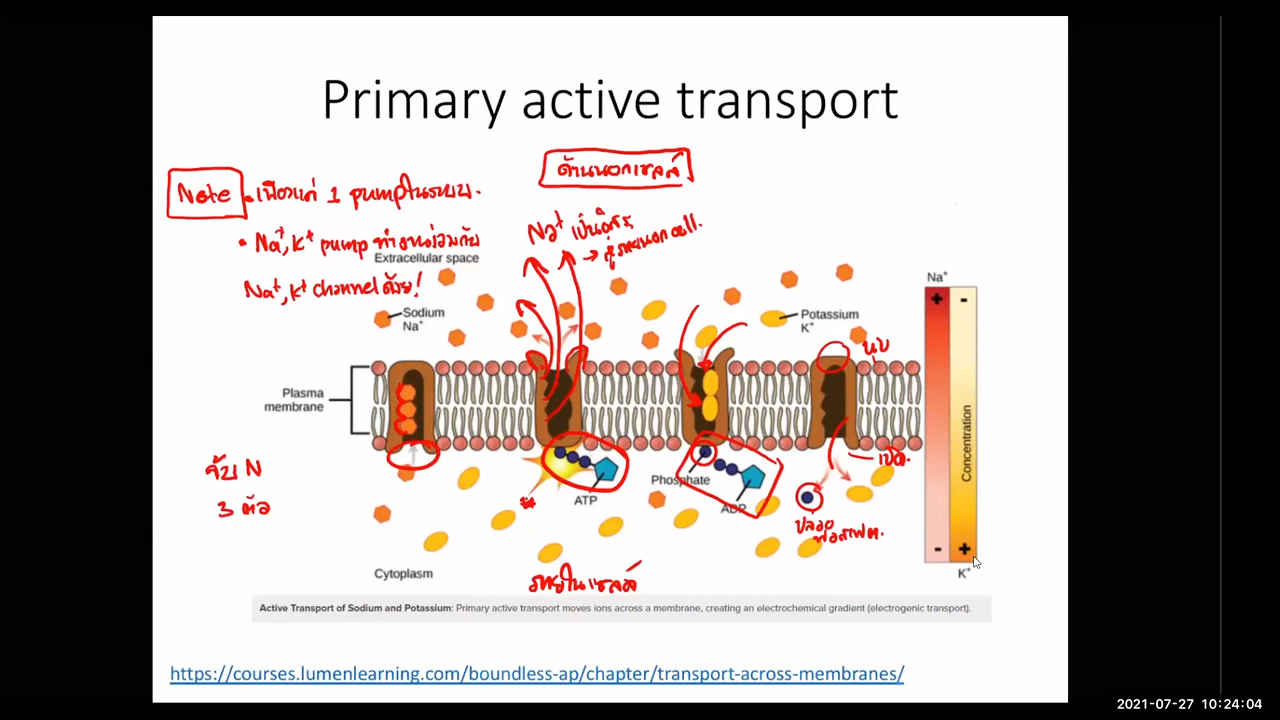 Primary active transport
ด้านนอกเซลล์
Note • เพียงแค่ 1 pumpในระบบ.
• Na⁺, K⁺ pump ทำงานร่วมกับ
Na⁺, K⁺ channel ด้วย!
Na⁺ เป็นอิสระ
→ สู่ภายนอก cell.
Extracellular space
Sodium
Na⁺
Potassium
K⁺
Na⁺
+ -
Plasma
membrane
หุบ
Concentration
จับ N
3 ตัว
เปิด.
ATP
Phosphate
ADP
ปล่อย
ฟอสเฟต.
Cytoplasm
ภายในเซลล์
- +
K⁺
Active Transport of Sodium and Potassium: Primary active transport moves ions across a membrane, creating an electrochemical gradient (electrogenic transport).
https://courses.lumenlearning.com/boundless-ap/chapter/transport-across-membranes/
2021-07-27 10:24:04